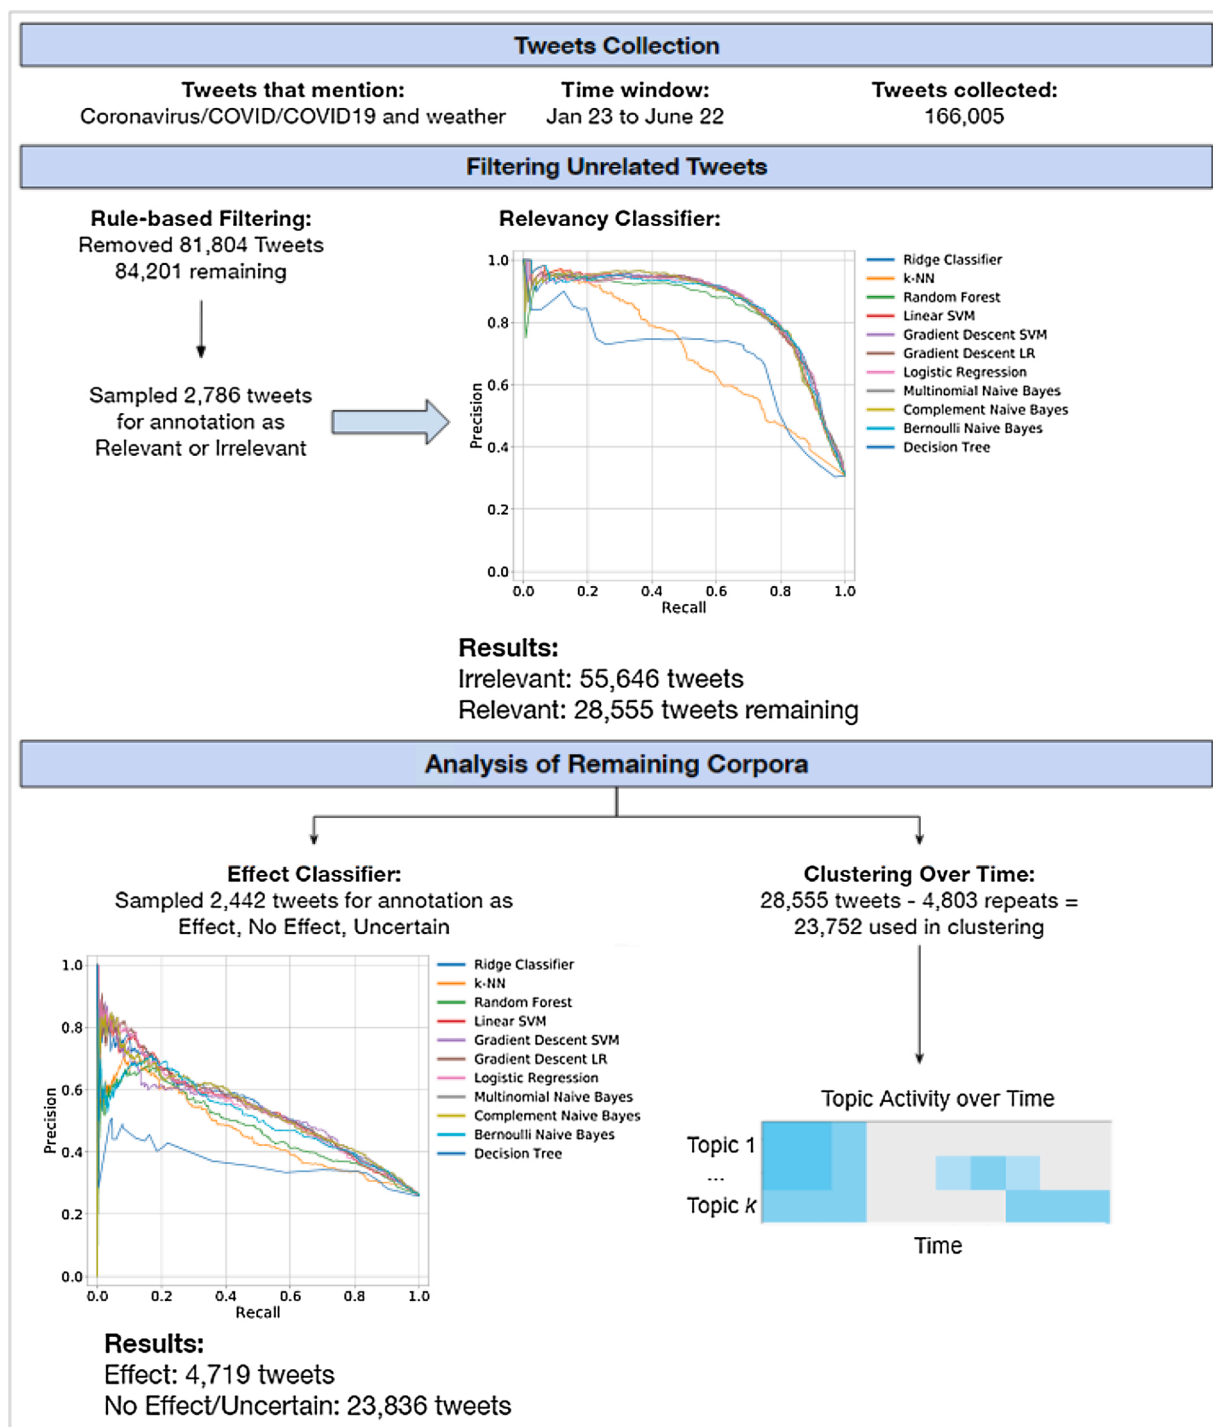 Tweets Collection
Tweets that mention:
Coronavirus/COVID/COVID19 and weather
Time window:
Jan 23 to June 22
Tweets collected:
166,005
Filtering Unrelated Tweets
Rule-based Filtering:
Removed 81,804 Tweets
84,201 remaining
Sampled 2,786 tweets
for annotation as
Relevant or Irrelevant
Relevancy Classifier:
1.0
0.8
0.6
0.4
0.2
0.0
Precision
0.0 0.2 0.4 0.6 0.8 1.0
Recall
Ridge Classifier
k-NN
Random Forest
Linear SVM
Gradient Descent SVM
Gradient Descent LR
Logistic Regression
Multinomial Naive Bayes
Complement Naive Bayes
Bernoulli Naive Bayes
Decision Tree
Results:
Irrelevant: 55,646 tweets
Relevant: 28,555 tweets remaining
Analysis of Remaining Corpora
Effect Classifier:
Sampled 2,442 tweets for annotation as
Effect, No Effect, Uncertain
1.0
0.8
0.6
0.4
0.2
0.0
Precision
0.0 0.2 0.4 0.6 0.8 1.0
Recall
Ridge Classifier
k-NN
Random Forest
Linear SVM
Gradient Descent SVM
Gradient Descent LR
Logistic Regression
Multinomial Naive Bayes
Complement Naive Bayes
Bernoulli Naive Bayes
Decision Tree
Results:
Effect: 4,719 tweets
No Effect/Uncertain: 23,836 tweets
Clustering Over Time:
28,555 tweets - 4,803 repeats =
23,752 used in clustering
Topic Activity over Time
Topic 1
...
Topic k
Time